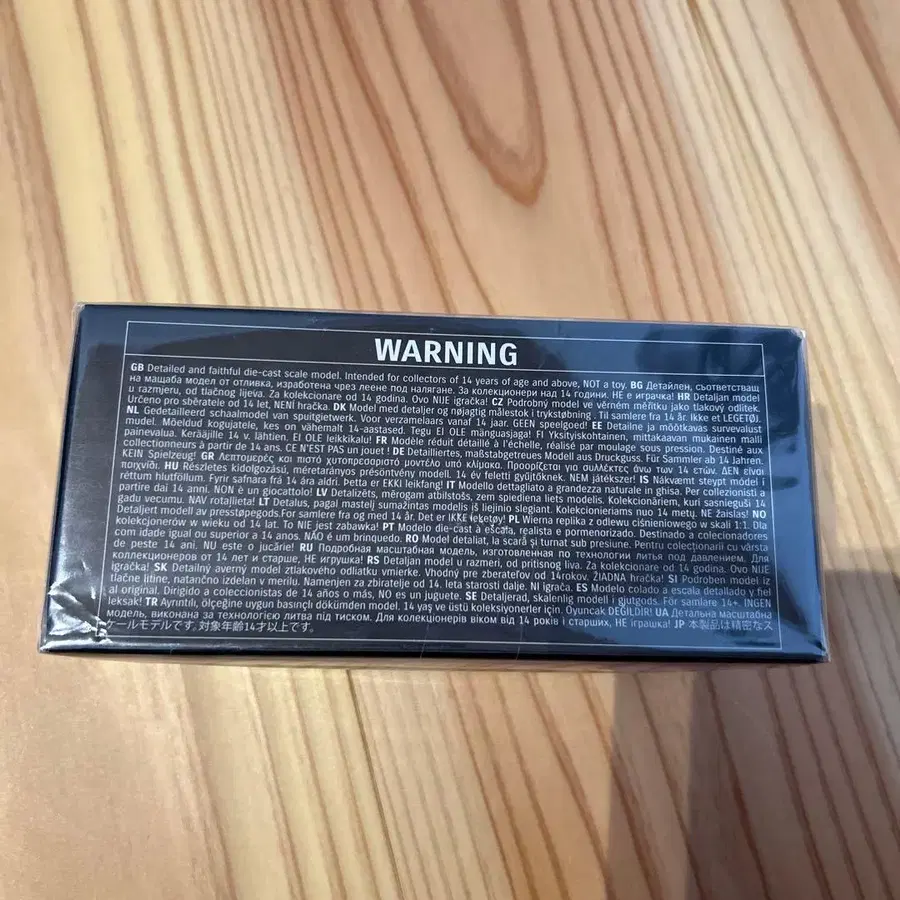 WARNING
GB Detailed and faithful die-cast scale model. Intended for collectors of 14 years of age and above, NOT a toy. BG Детайлен, съответстващ
на мащаба модел от отливка, изработена чрез леене под налягане. За колекционери над 14 години. НЕ е играчка! HR Detaljan model
u razmjeru, od tlačnog lijeva. Za kolekcionare od 14 godina. Ovo NIJE igračka! CZ Podrobný model ve věrném měřítku jako tlakový odlitek.
Určeno pro sběratele od 14 let, NENÍ hračka. DK Model med detaljer og nøjagtig målestok i trykstøbning. Til samlere fra 14 år. Ikke et LEGETØJ.
NL Gedetailleerd schaalmodel van spuitgietwerk. Voor verzamelaars vanaf 14 jaar. GEEN speelgoed! EE Detailne ja mõõtkavas survevalust
mudel. Mõeldud kogujatele, kes on vähemalt 14-aastased. Tegu EI OLE mänguasjaga! FI Yksityiskohtainen, mittakaavan mukainen malli
painevalua. Kerääjille 14 v. lähtien. EI OLE leikkikalu! FR Modèle réduit détaillé à l'échelle, réalisé par moulage sous pression. Destiné aux
collectionneurs à partir de 14 ans. CE N'EST PAS un jouet ! DE Detailliertes, maßstabgetreues Modell aus Druckguss. Für Sammler ab 14 Jahren.
KEIN Spielzeug! GR Λεπτομερές και πιστό χυτοπρεσαριστό μοντέλο υπό κλίμακα. Προορίζεται για συλλέκτες άνω των 14 ετών. ΔΕΝ είναι
παιχνίδι. HU Részletes kidolgozású, méretarányos présöntvény modell. 14 év feletti gyűjtőknek. NEM játékszer! IS Nákvæmt steypt módel í
réttum hlutföllum. Fyrir safnara frá 14 ára aldri. Þetta er EKKI leikfang! IT Modello dettagliato a grandezza naturale in ghisa. Per collezionisti a
partire dai 14 anni. NON è un giocattolo! LV Detalizēts, mērogam atbilstošs, zem spiediena liets modelis. Kolekcionāriem, kuri sasnieguši 14
gadu vecumu. NAV rotaļlieta! LT Detalus, pagal mastelį sumažintas modelis iš liejinio slegiant. Kolekcionieriams nuo 14 metų. NE žaislas! NO
Detaljert modell av presstøpegods. For samlere fra og med 14 år. Det er IKKE leketøy! PL Wierna replika z odlewu ciśnieniowego w skali 1:1. Dla
kolekcjonerów w wieku od 14 lat. To NIE jest zabawka! PT Modelo die-cast à escala, realista e pormenorizado. Destinado a colecionadores
com idade igual ou superior a 14 anos. NÃO é um brinquedo. RO Model detaliat, la scară și turnat sub presiune. Pentru colecționari cu vârsta
de peste 14 ani. NU este o jucărie! RU Подробная масштабная модель, изготовленная по технологии литья под давлением. Для
коллекционеров от 14 лет и старше, НЕ игрушка! RS Detaljan model u razmeri, od pritisnog liva. Za kolekcionare od 14 godina. Ovo NIJE
igračka! SK Detailný averný model ztlakového odliatku vmierke. Vhodný pre zberateľov od 14rokov. ŽIADNA hračka! SI Podroben model iz
tlačne litine, natančno izdelan v merilu. Namenjen za zbiratelje od 14. leta starosti dalje. NI igrača. ES Modelo colado a escala detallado y fiel
al original. Dirigido a coleccionistas de 14 años o más, NO es un juguete. SE Detaljerad, skalenlig modell i gjutgods. För samlare 14+. INGEN
leksak! TR Ayrıntılı, ölçeğine uygun basınçlı dökümden model. 14 yaş ve üstü koleksiyonerler için. Oyuncak DEĞİLDİR! UA Детальна масштабна
модель, виконана за технологією лиття під тиском. Для колекціонерів віком від 14 років і старших, НЕ іграшка! JP 本製品は精密なス
ケールモデルです。対象年齢14才以上です。